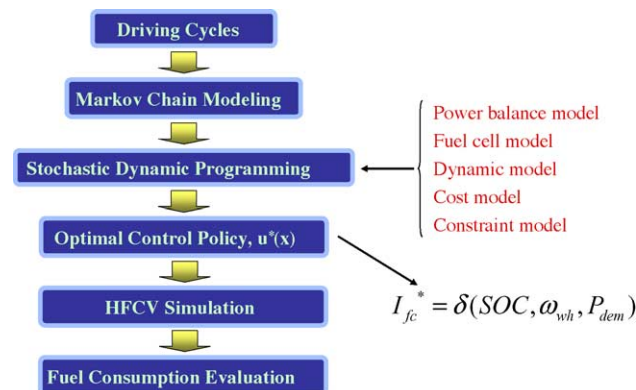 Driving Cycles
Markov Chain Modeling
Stochastic Dynamic Programming
Optimal Control Policy, u*(x)
HFCV Simulation
Fuel Consumption Evaluation
Power balance model
Fuel cell model
Dynamic model
Cost model
Constraint model
I_fc* = δ(SOC, ω_wh, P_dem)